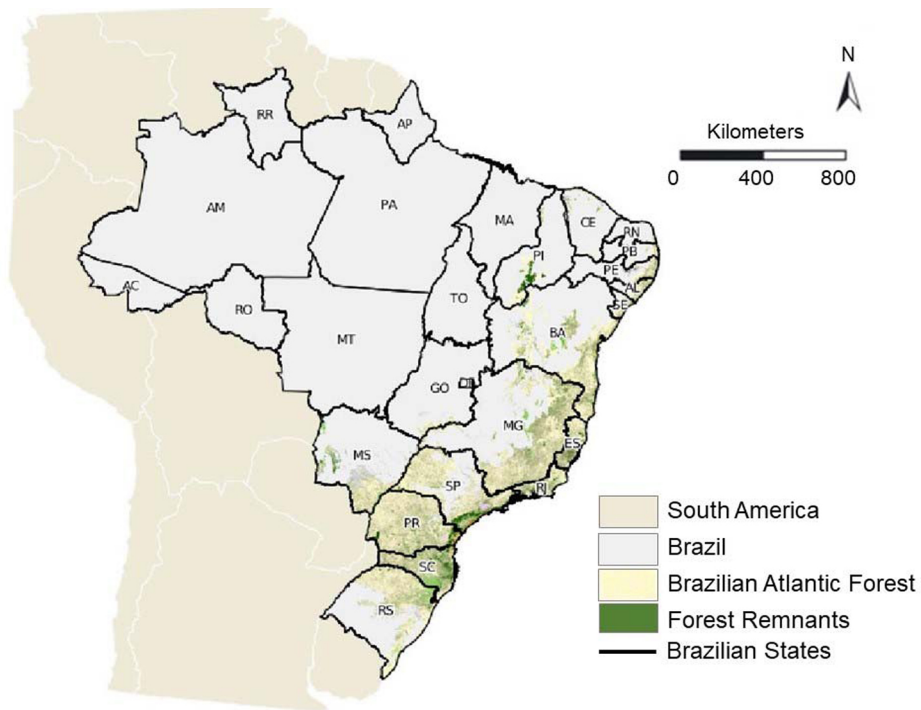 N
Kilometers
0 400 800
RR
AP
AM
PA
MA
CE
RN
PB
PI
PE
AL
SE
AC
RO
TO
BA
MT
GO
MG
ES
MS
SP
RJ
PR
SC
RS
South America
Brazil
Brazilian Atlantic Forest
Forest Remnants
Brazilian States